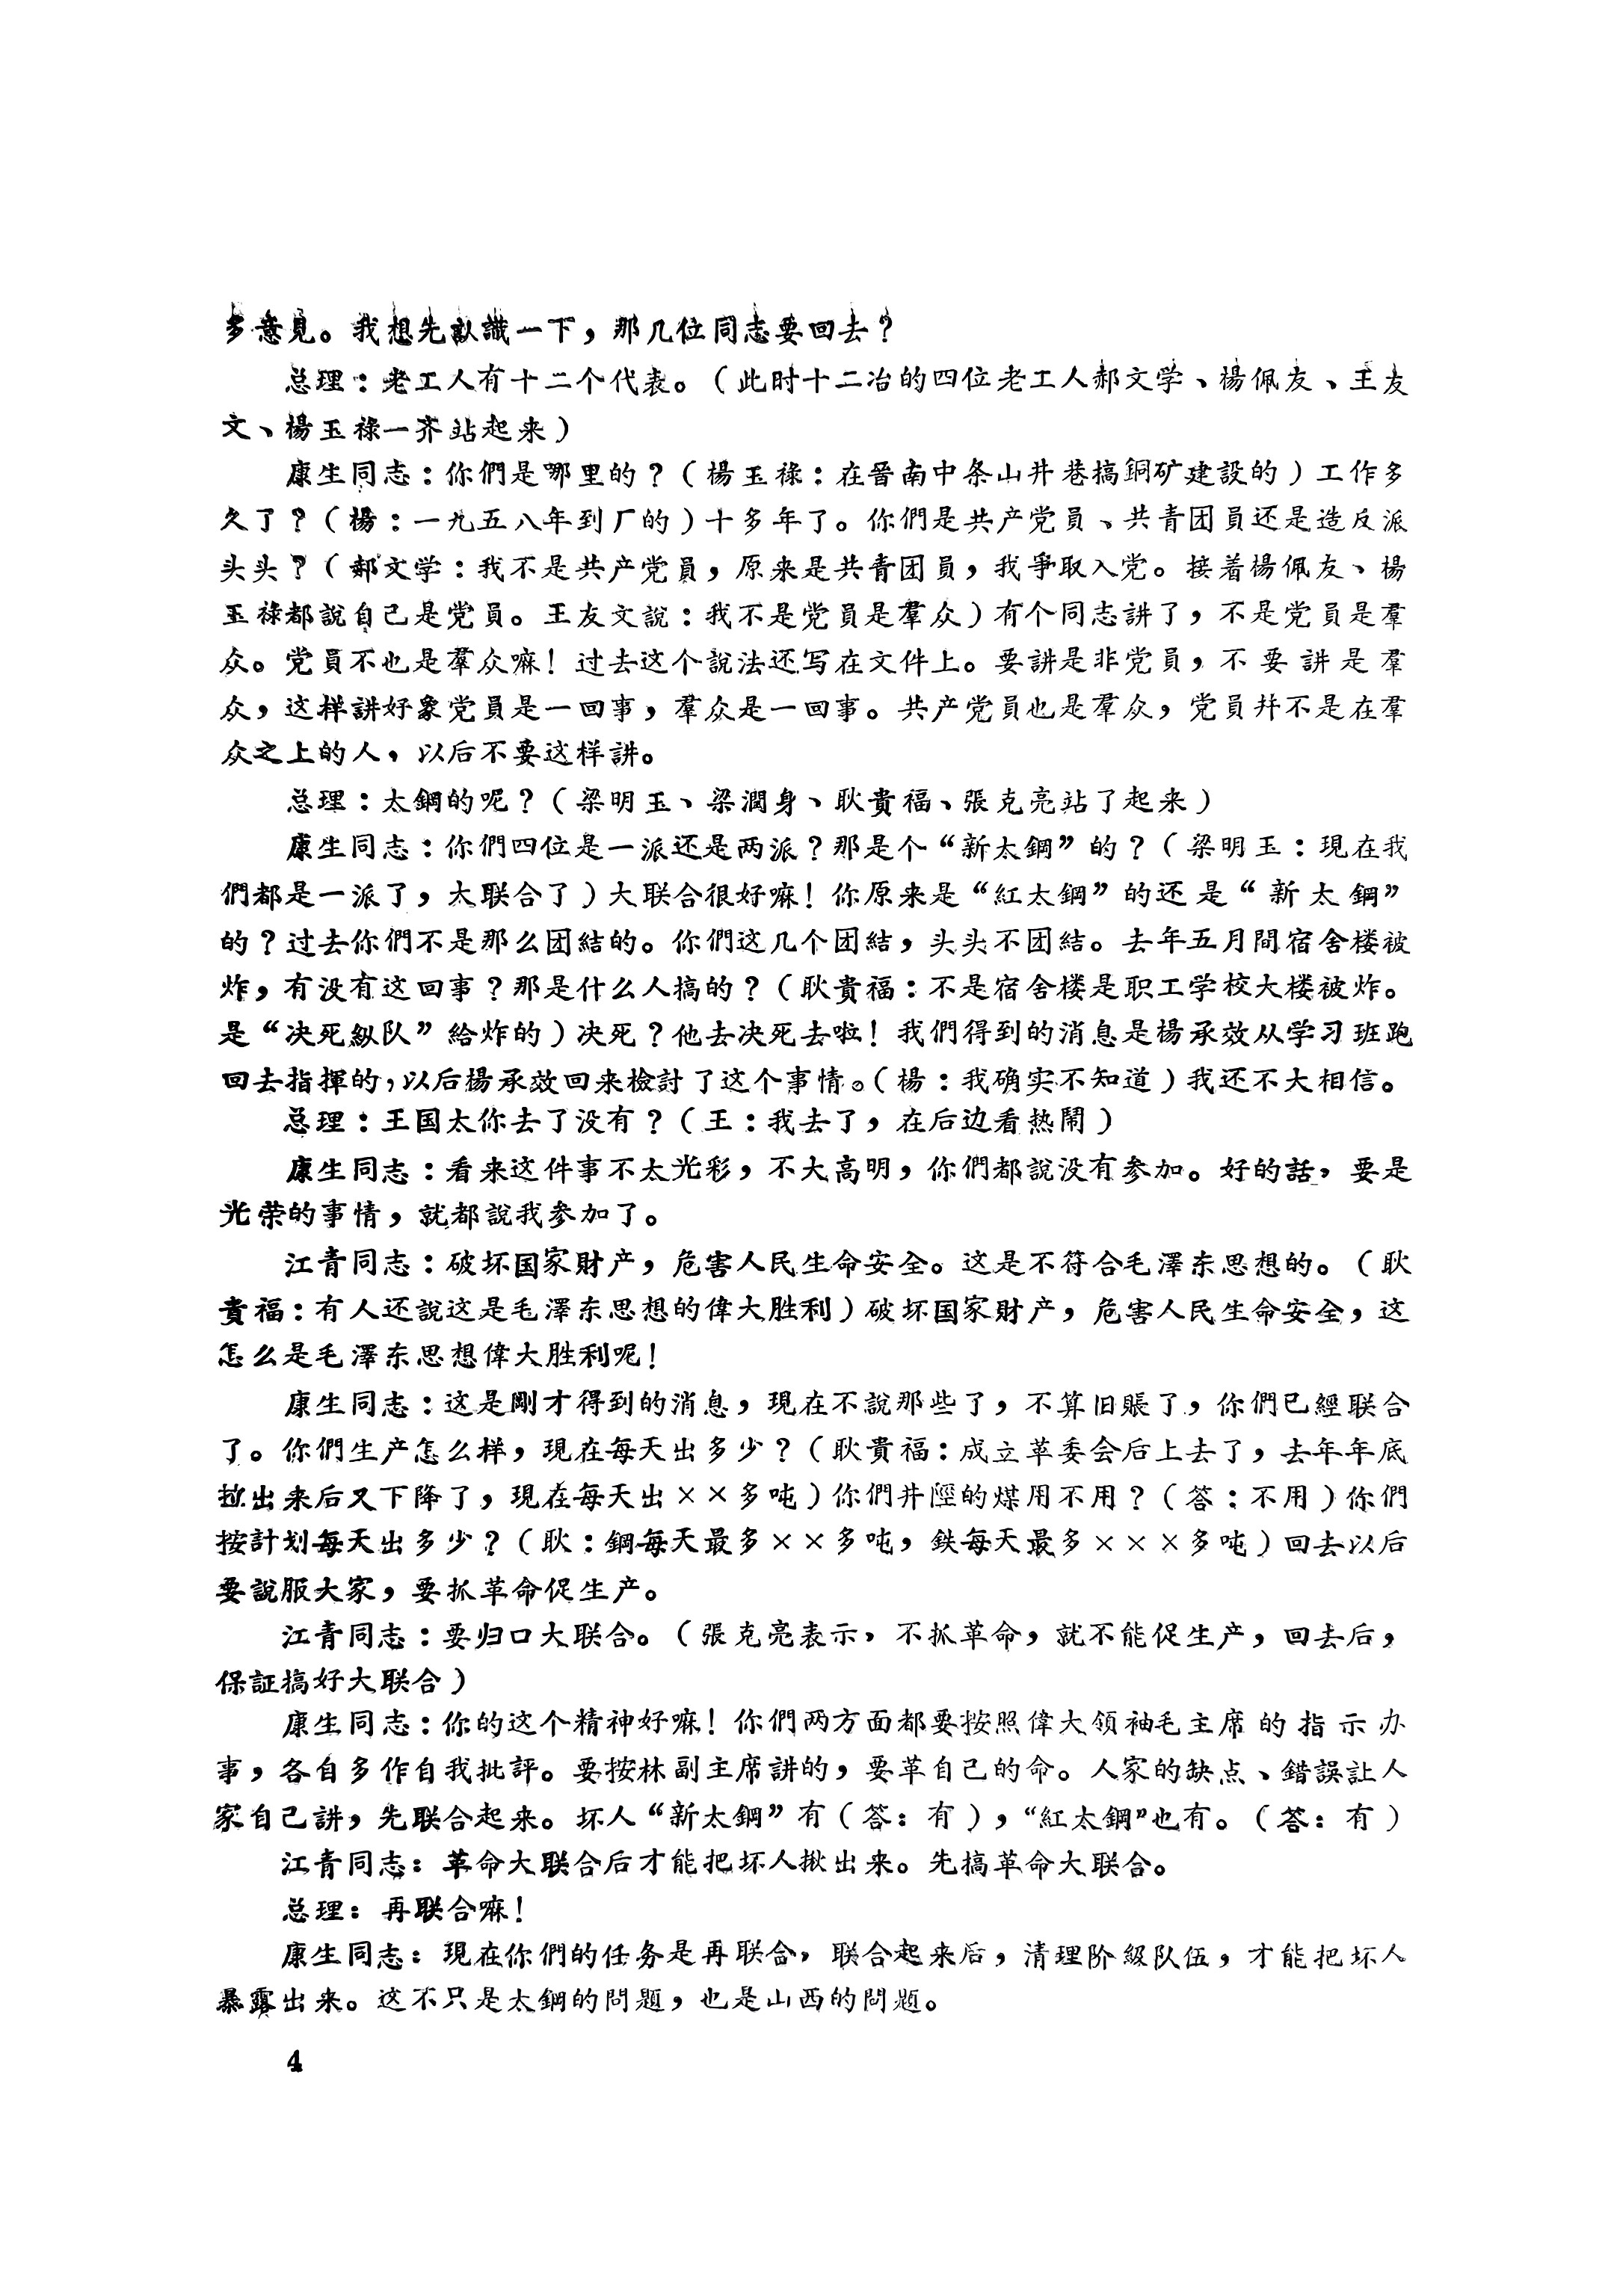 多意見。我想先认識一下，那几位同志要回去？
总理：老工人有十二个代表。（此时十二冶的四位老工人郝文学、楊佩友、王友
文、楊玉祿一齐站起来）
康生同志：你們是哪里的？（楊玉祿：在晉南中条山井巷搞銅矿建設的）工作多
久了？（楊：一九五八年到厂的）十多年了。你們是共产党員、共青团員还是造反派
头头？（郝文学：我不是共产党員，原来是共青团員，我爭取入党。接着楊佩友、楊
玉祿都說自己是党員。王友文說：我不是党員是羣众）有个同志讲了，不是党員是羣
众。党員不也是羣众嘛！过去这个說法还写在文件上。要讲是非党員，不要讲是羣
众，这样讲好象党員是一回事，羣众是一回事。共产党員也是羣众，党員幷不是在羣
众之上的人，以后不要这样讲。
总理：太鋼的呢？（梁明玉、梁潤身、耿貴福、張克亮站了起来）
康生同志：你們四位是一派还是两派？那是个“新太鋼”的？（梁明玉：現在我
們都是一派了，大联合了）大联合很好嘛！你原来是“紅太鋼”的还是“新太鋼”
的？过去你們不是那么团結的。你們这几个团結，头头不团結。去年五月間宿舍楼被
炸，有没有这回事？那是什么人搞的？（耿貴福：不是宿舍楼是职工学校大楼被炸。
是“决死纵队”給炸的）决死？他去决死去啦！我們得到的消息是楊承效从学习班跑
回去指揮的，以后楊承效回来檢討了这个事情。（楊：我确实不知道）我还不大相信。
总理：王国太你去了没有？（王：我去了，在后边看热鬧）
康生同志：看来这件事不太光彩，不大高明，你們都說没有参加。好的話，要是
光荣的事情，就都說我参加了。
江青同志：破坏国家財产，危害人民生命安全。这是不符合毛澤东思想的。（耿
貴福：有人还說这是毛澤东思想的偉大胜利）破坏国家財产，危害人民生命安全，这
怎么是毛澤东思想偉大胜利呢！
康生同志：这是剛才得到的消息，現在不說那些了，不算旧賬了，你們已經联合
了。你們生产怎么样，現在每天出多少？（耿貴福：成立革委会后上去了，去年年底
拉出来后又下降了，現在每天出××多吨）你們井陘的煤用不用？（答：不用）你們
按計划每天出多少？（耿：鋼每天最多××多吨，鉄每天最多×××多吨）回去以后
要說服大家，要抓革命促生产。
江青同志：要归口大联合。（張克亮表示，不抓革命，就不能促生产，回去后，
保証搞好大联合）
康生同志：你的这个精神好嘛！你們两方面都要按照偉大領袖毛主席的指示办
事，各自多作自我批評。要按林副主席讲的，要革自己的命。人家的缺点、錯誤让人
家自己讲，先联合起来。坏人“新太鋼”有（答：有），“紅太鋼”也有。（答：有）
江青同志：革命大联合后才能把坏人揪出来。先搞革命大联合。
总理：再联合嘛！
康生同志：現在你們的任务是再联合，联合起来后，清理阶級队伍，才能把坏人
暴露出来。这不只是太鋼的問題，也是山西的問題。
4